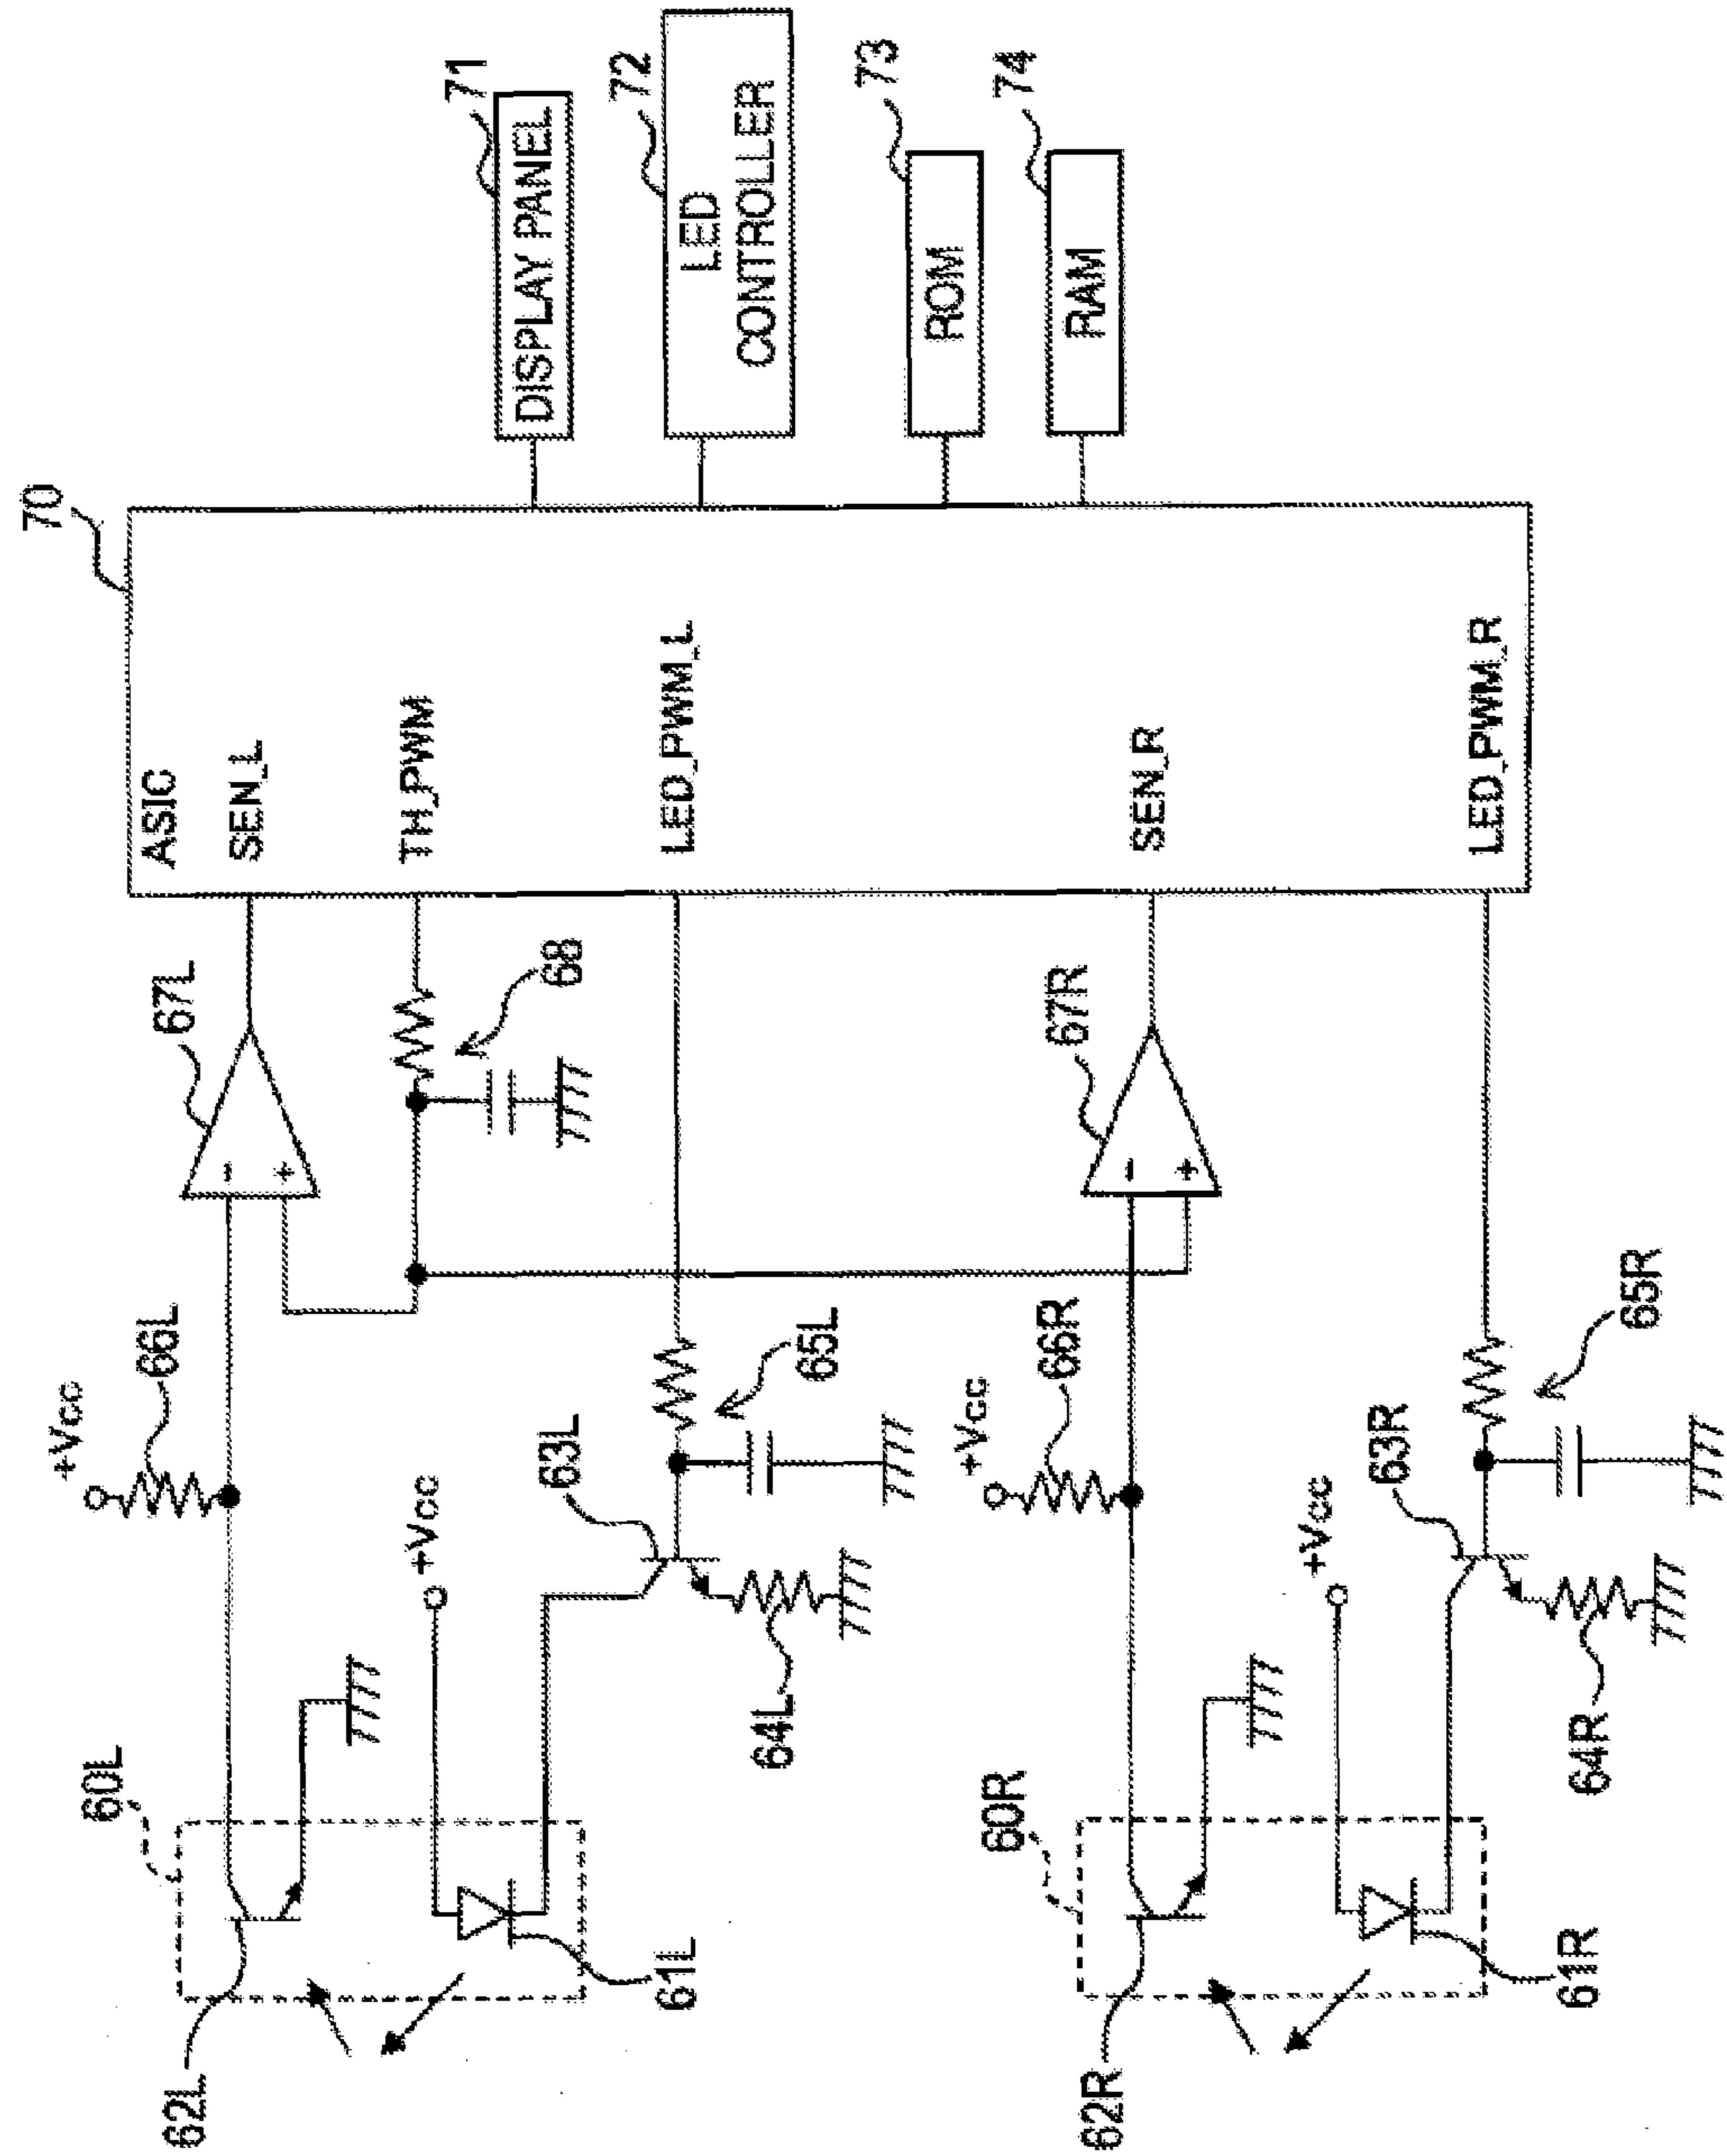 70
ASIC
SEN_L
TH_PWM
LED_PWM_L
SEN_R
LED_PWM_R
71
DISPLAY PANEL
72
LED
CONTROLLER
73
ROM
74
RAM
67L
-
+
68
66L
+Vcc
65L
63L
+Vcc
64L
60L
62L
61L
67R
-
+
66R
+Vcc
65R
63R
+Vcc
64R
60R
62R
61R